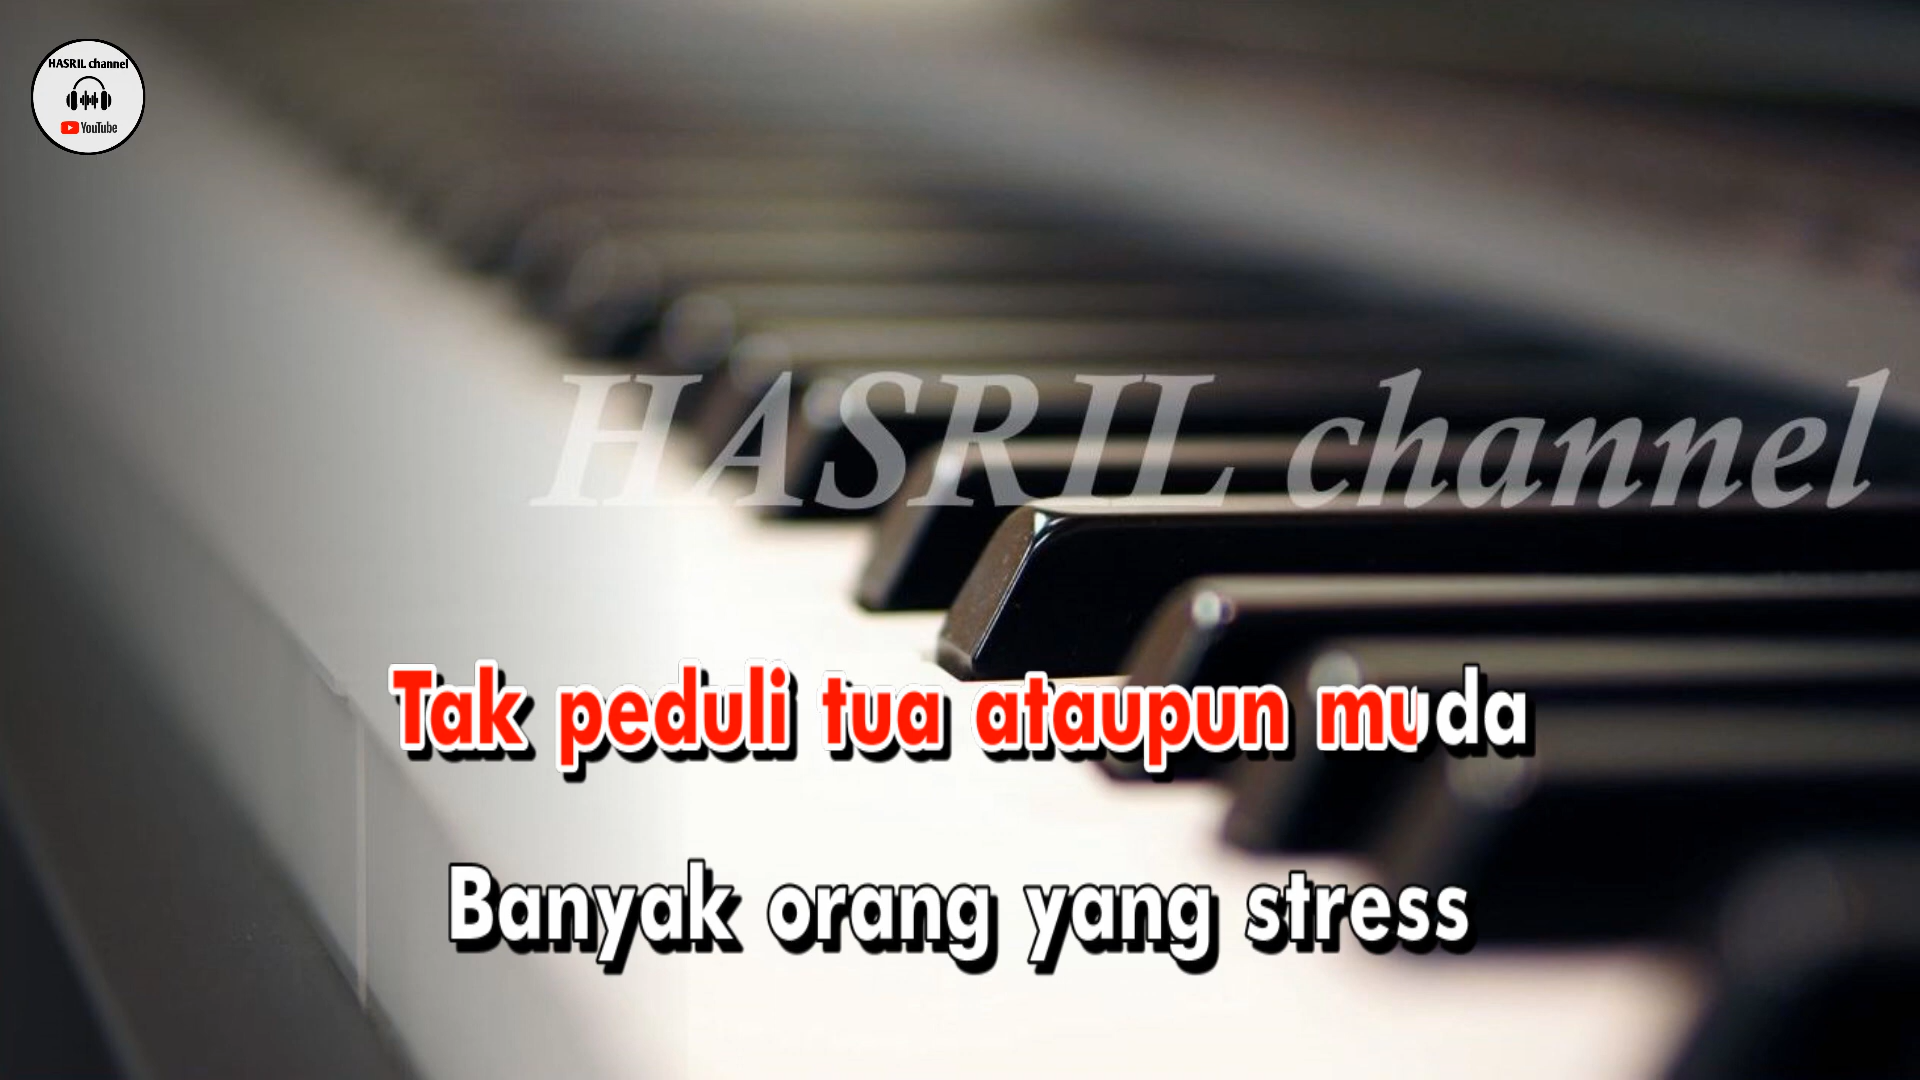 HASRIL channel
YouTube
HASRIL channel
Tak peduli tua ataupun muda
Banyak orang yang stress